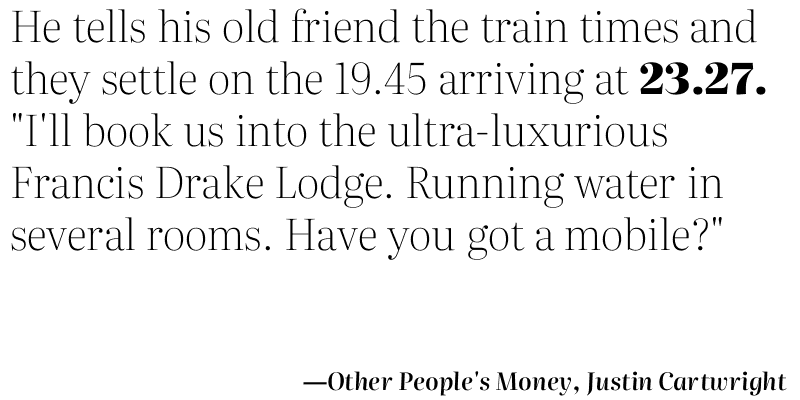 He tells his old friend the train times and
they settle on the 19.45 arriving at 23.27.
"I'll book us into the ultra-luxurious
Francis Drake Lodge. Running water in
several rooms. Have you got a mobile?"
—Other People's Money, Justin Cartwright